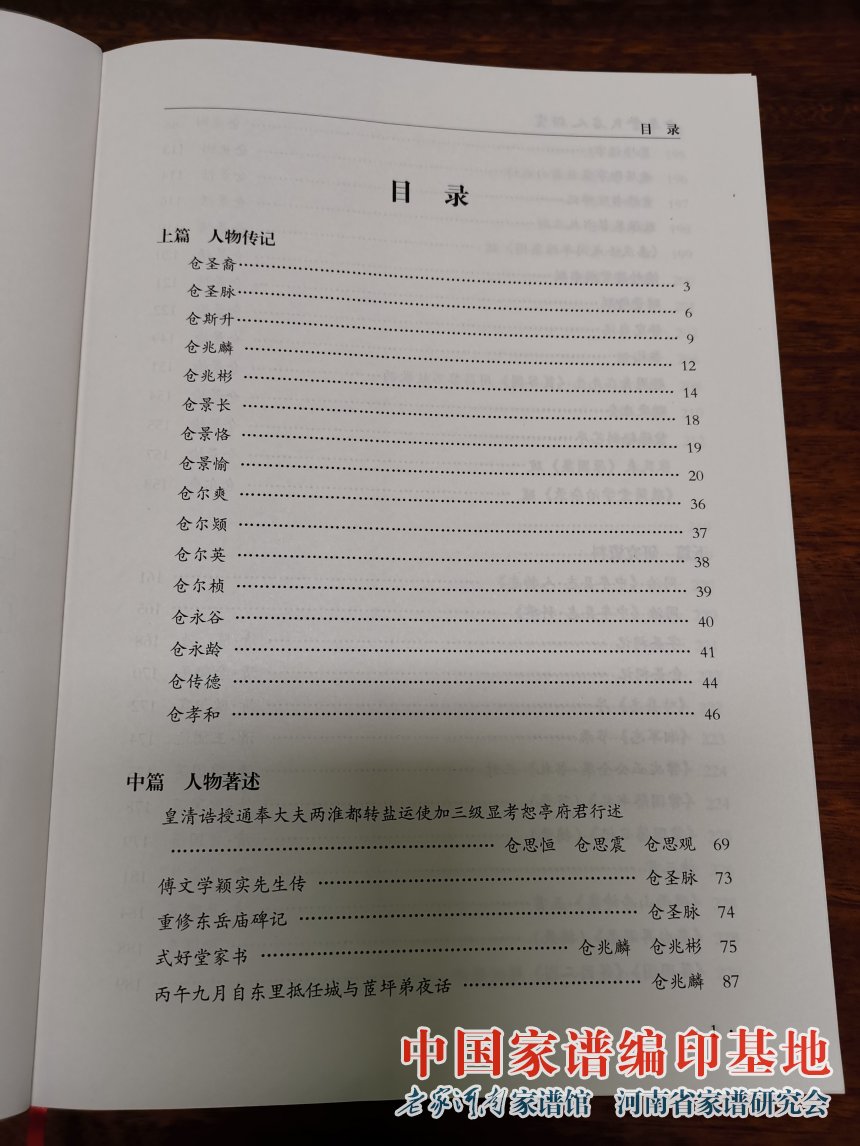 目 录
目 录
上篇 人物传记
仓圣裔 3
仓圣脉 6
仓斯升 9
仓兆麟 12
仓兆彬 14
仓景长 18
仓景恪 19
仓景愉 20
仓尔爽 36
仓尔颎 37
仓尔英 38
仓尔桢 39
仓永谷 40
仓永龄 41
仓传德 44
仓孝和 46
中篇 人物著述
皇清诰授通奉大夫两淮都转盐运使加三级显考恕亭府君行述
仓思恒 仓思震 仓思观 69
傅文学颖实先生传 仓圣脉 73
重修东岳庙碑记 仓圣脉 74
式好堂家书 仓兆麟 仓兆彬 75
丙午九月自东里抵任城与茝坪弟夜话 仓兆麟 87
1
中国家谱编印基地
老家河南家谱馆 河南省家谱研究会